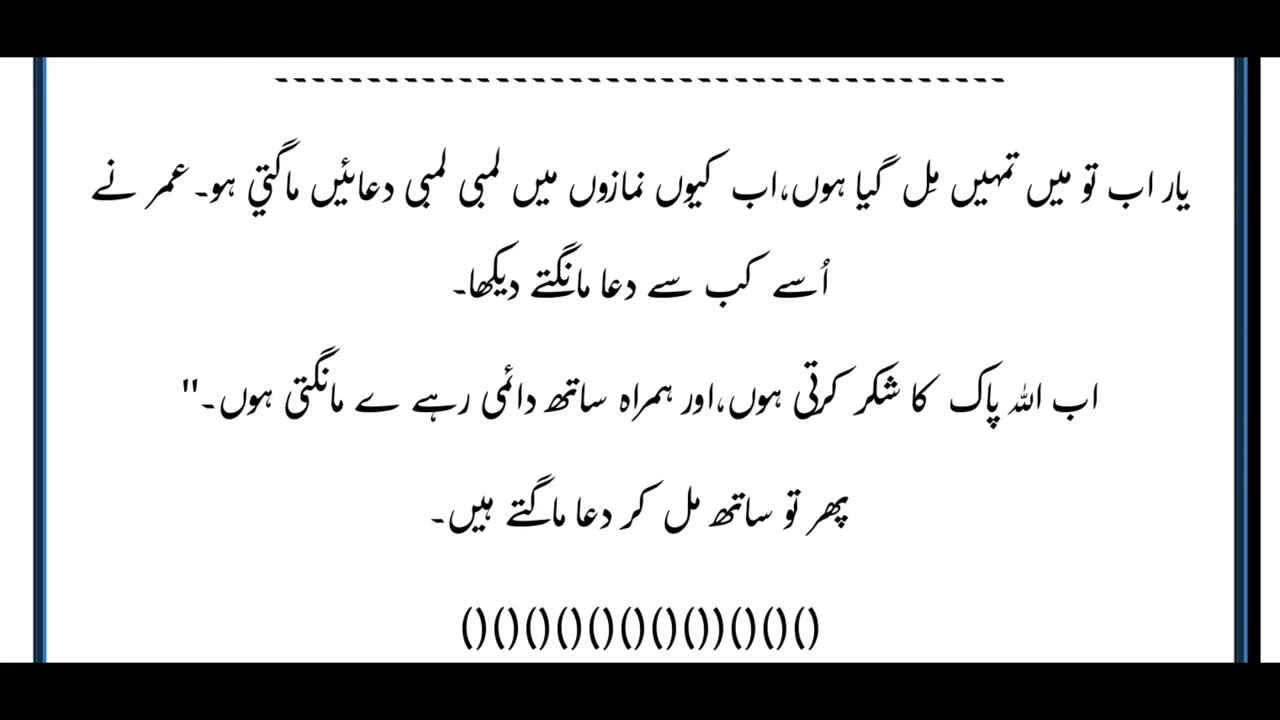 یار اب تو میں تمہیں مِل گیا ہوں،اب کیوں نمازوں میں لمبی لمبی دعائیں ماگتي ہو۔عمر نے
اُسے کب سے دعا مانگتے دیکھا۔
اب اللہ پاک کا شکر کرتی ہوں،اور ہمراہ ساتھ دائمی رہے ے مانگتی ہوں۔"
پھر تو ساتھ مل کر دعا ماگتے ہیں۔
()()()()()()()())()()()